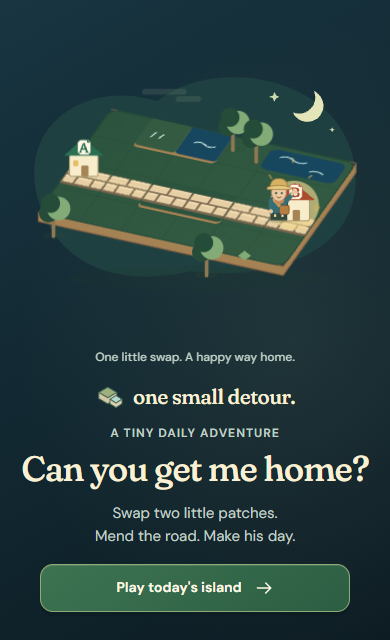 A
B
One little swap. A happy way home.
one small detour.
A TINY DAILY ADVENTURE
Can you get me home?
Swap two little patches.
Mend the road. Make his day.
Play today's island →